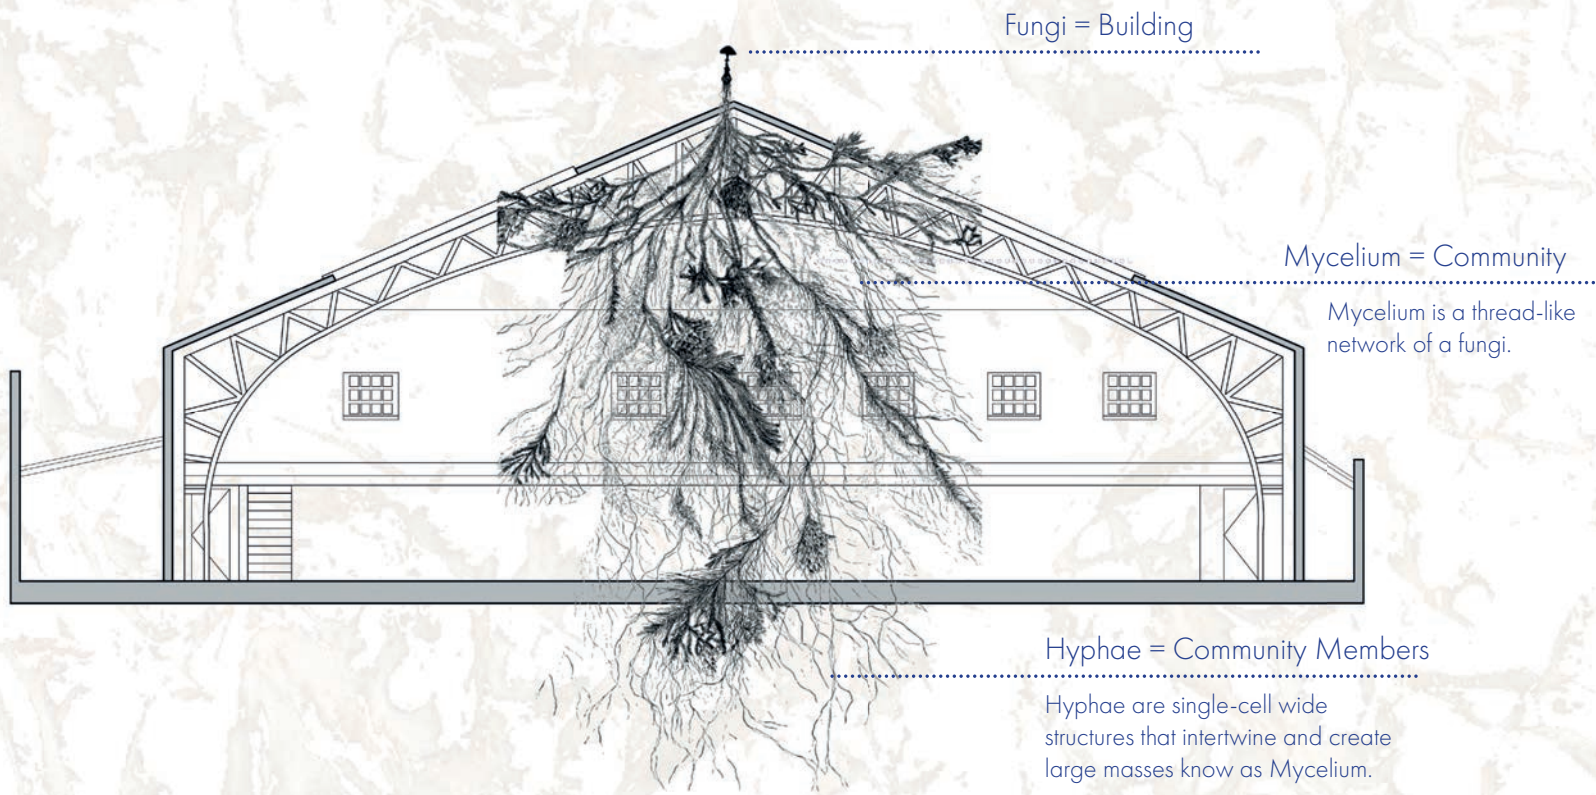 Fungi = Building
Mycelium = Community
Mycelium is a thread-like
network of a fungi.
Hyphae = Community Members
Hyphae are single-cell wide
structures that intertwine and create
large masses know as Mycelium.